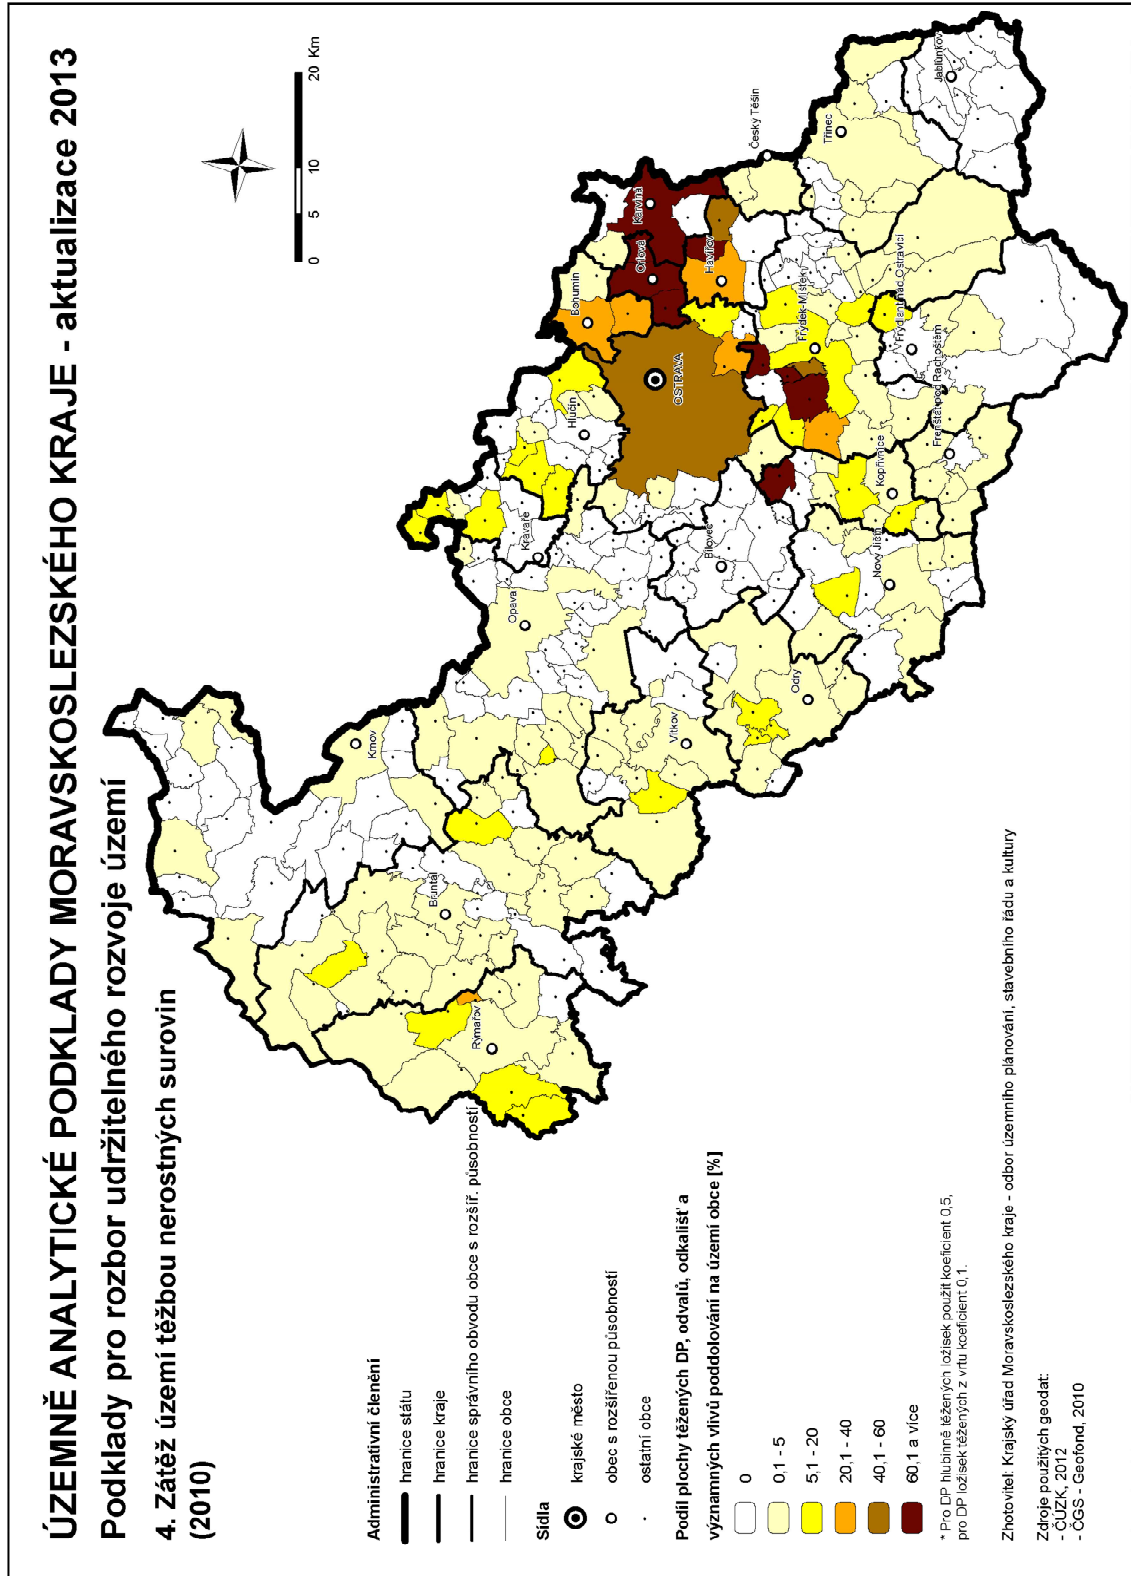 ÚZEMNĚ ANALYTICKÉ PODKLADY MORAVSKOSLEZSKÉHO KRAJE - aktualizace 2013
Podklady pro rozbor udržitelného rozvoje území
4. Zátěž území těžbou nerostných surovin
(2010)
0 5 10 20 Km
Administrativní členění
hranice státu
hranice kraje
hranice správního obvodu obce s rozšíř. působností
hranice obce
Sídla
krajské město
obec s rozšířenou působností
ostatní obce
Podíl plochy těžených DP, odvalů, odkališť a
významných vlivů poddolování na území obce [%]
0
0,1 - 5
5,1 - 20
20,1 - 40
40,1 - 60
60,1 a více
* Pro DP hlubinně těžených ložisek použit koeficient 0,5,
pro DP ložisek těžených z vrtu koeficient 0,1.
Zhotovitel: Krajský úřad Moravskoslezského kraje - odbor územního plánování, stavebního řádu a kultury
Zdroje použitých geodat:
- ČÚZK, 2012
- ČGS - Geofond, 2010
Krnov
Bruntál
Rýmařov
Opava
Vítkov
Odry
Kravaře
Hlučín
Bílovec
Nový Jičín
Kopřivnice
Frenštát pod Radhoštěm
Frýdlant nad Ostravicí
Frýdek-Místek
OSTRAVA
Bohumín
Orlová
Karviná
Havířov
Český Těšín
Třinec
Jablunkov